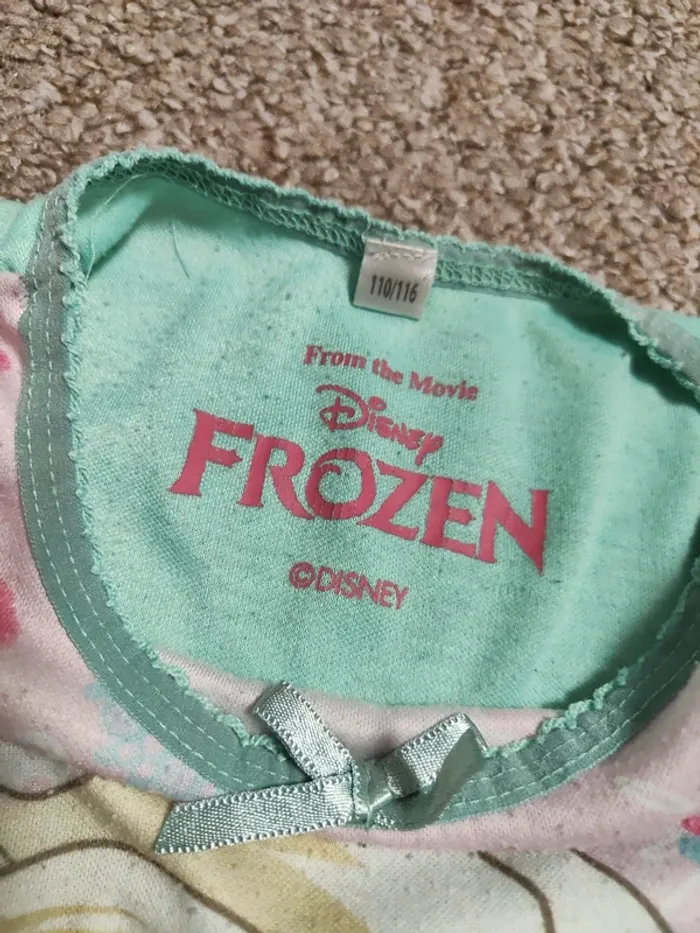 110/116
From the Movie
Disney
FROZEN
©DISNEY